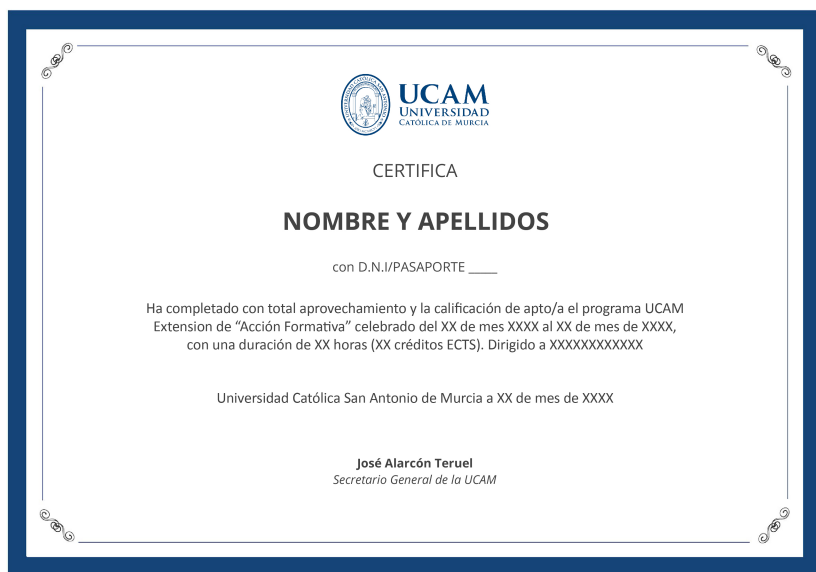 UCAM
UNIVERSIDAD
CATÓLICA DE MURCIA
CERTIFICA
NOMBRE Y APELLIDOS
con D.N.I/PASAPORTE ____
Ha completado con total aprovechamiento y la calificación de apto/a el programa UCAM
Extension de “Acción Formativa” celebrado del XX de mes XXXX al XX de mes de XXXX,
con una duración de XX horas (XX créditos ECTS). Dirigido a XXXXXXXXXXXX
Universidad Católica San Antonio de Murcia a XX de mes de XXXX
José Alarcón Teruel
Secretario General de la UCAM